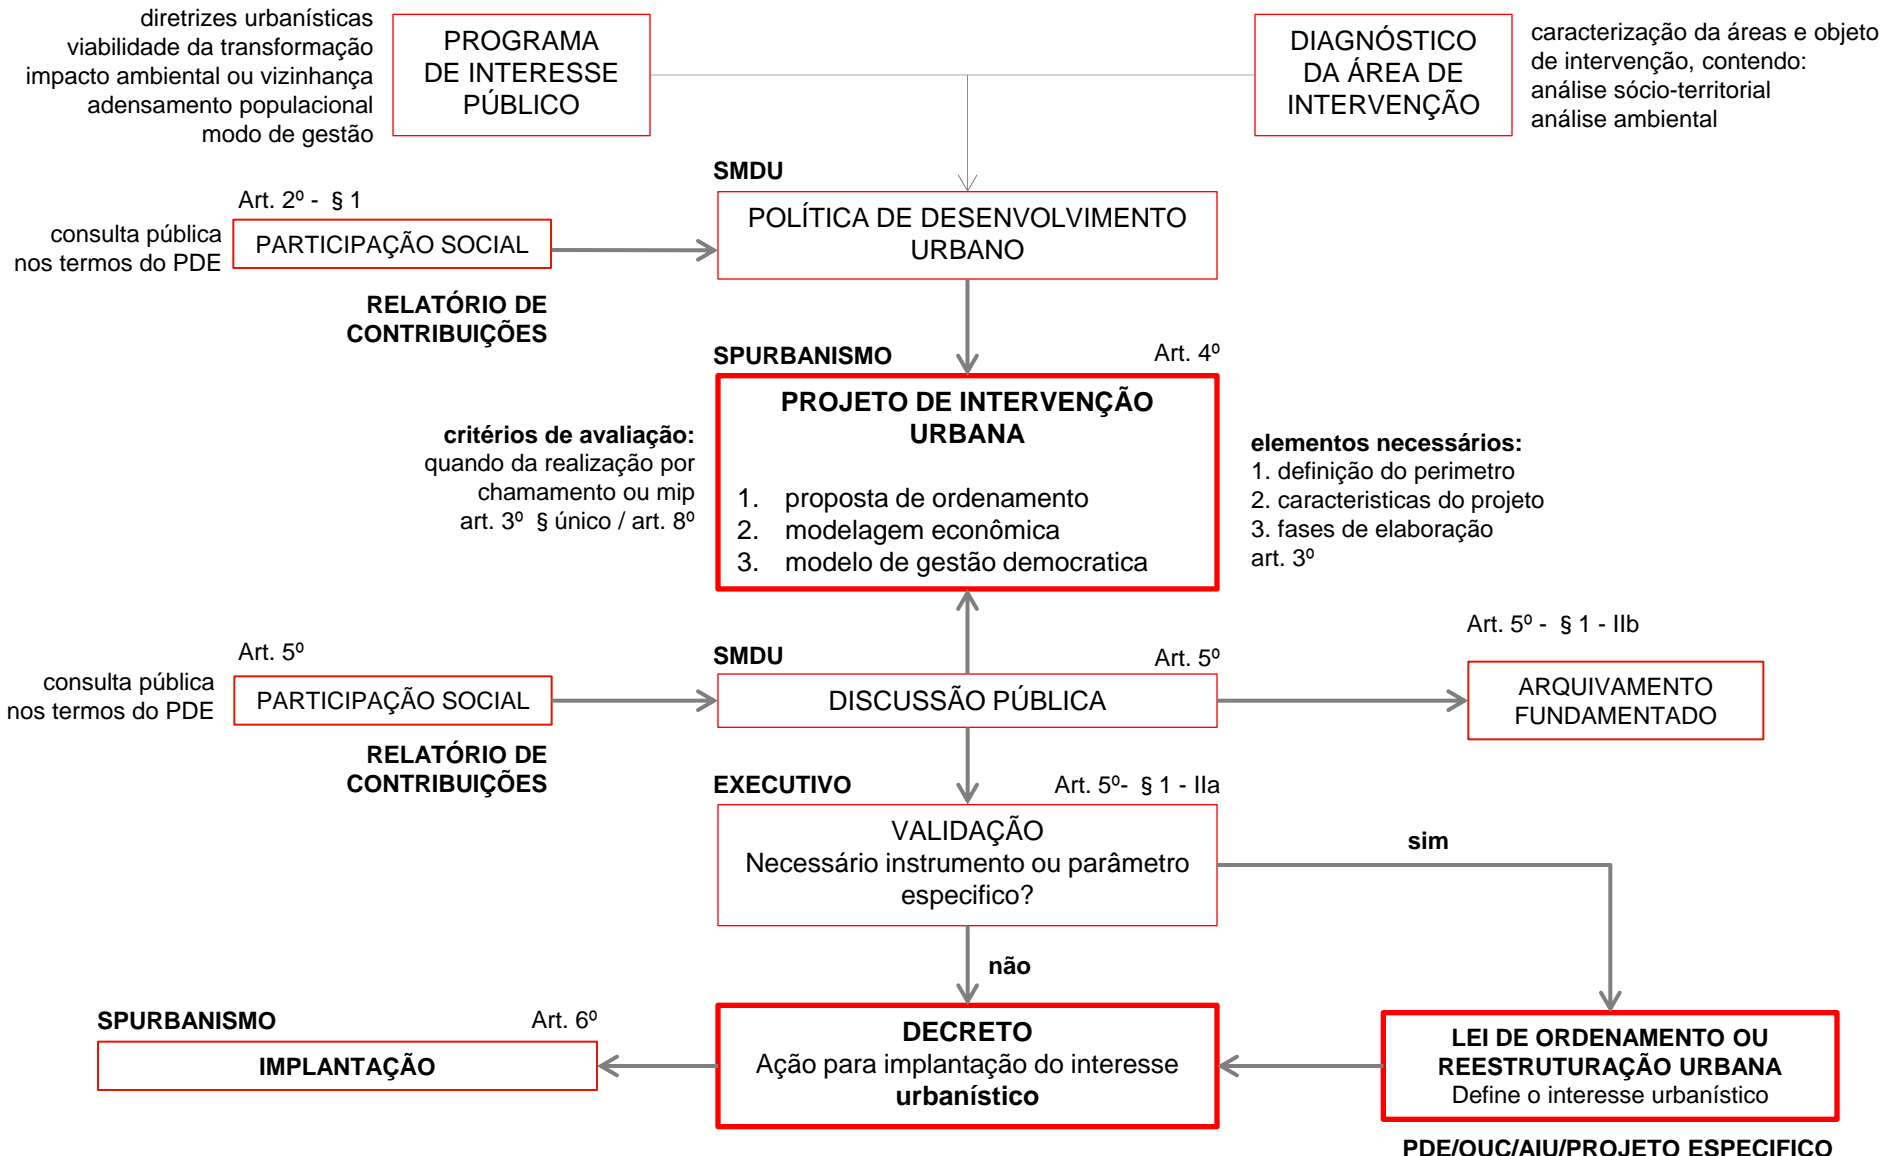 diretrizes urbanísticas
viabilidade da transformação
impacto ambiental ou vizinhança
adensamento populacional
modo de gestão
PROGRAMA
DE INTERESSE
PÚBLICO
DIAGNÓSTICO
DA ÁREA DE
INTERVENÇÃO
caracterização da áreas e objeto
de intervenção, contendo:
análise sócio-territorial
análise ambiental
SMDU
Art. 2º - § 1
consulta pública
nos termos do PDE
PARTICIPAÇÃO SOCIAL
POLÍTICA DE DESENVOLVIMENTO
URBANO
RELATÓRIO DE
CONTRIBUIÇÕES
SPURBANISMO
Art. 4º
PROJETO DE INTERVENÇÃO
URBANA
1. proposta de ordenamento
2. modelagem econômica
3. modelo de gestão democratica
critérios de avaliação:
quando da realização por
chamamento ou mip
art. 3º § único / art. 8º
elementos necessários:
1. definição do perimetro
2. caracteristicas do projeto
3. fases de elaboração
art. 3º
Art. 5º
consulta pública
nos termos do PDE
PARTICIPAÇÃO SOCIAL
RELATÓRIO DE
CONTRIBUIÇÕES
SMDU
Art. 5º
DISCUSSÃO PÚBLICA
Art. 5º - § 1 - IIb
ARQUIVAMENTO
FUNDAMENTADO
EXECUTIVO
Art. 5º- § 1 - IIa
VALIDAÇÃO
Necessário instrumento ou parâmetro
especifico?
sim
não
SPURBANISMO
Art. 6º
IMPLANTAÇÃO
DECRETO
Ação para implantação do interesse
urbanístico
LEI DE ORDENAMENTO OU
REESTRUTURAÇÃO URBANA
Define o interesse urbanístico
PDE/OUC/AIU/PROJETO ESPECIFICO